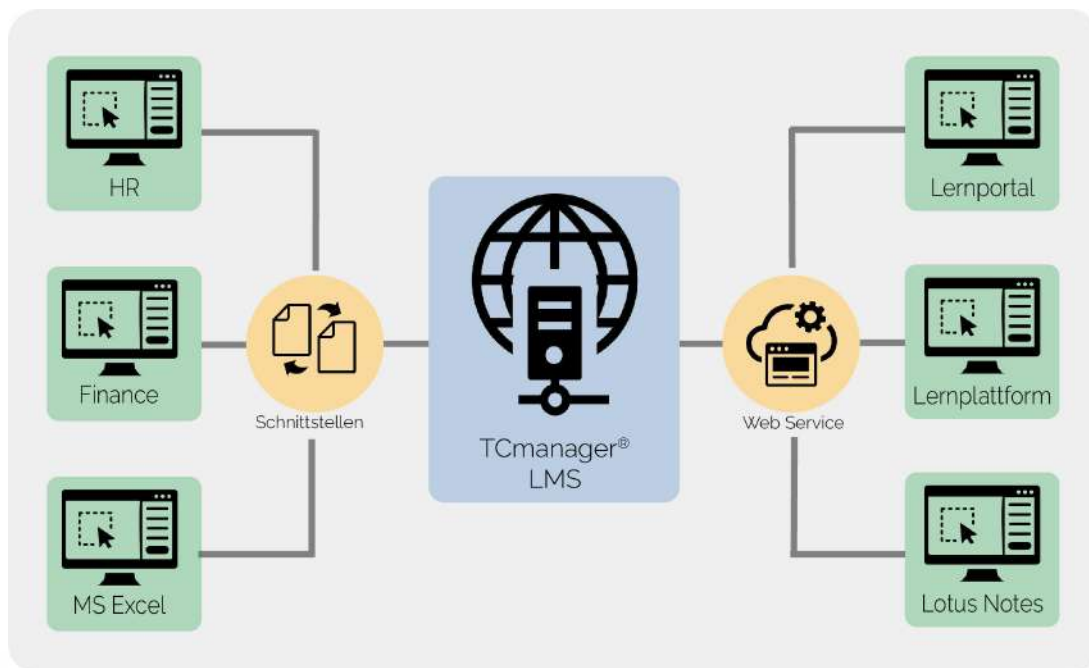 HR
Lernportal
Finance
Schnittstellen
TCmanager®
LMS
Web Service
Lernplattform
MS Excel
Lotus Notes